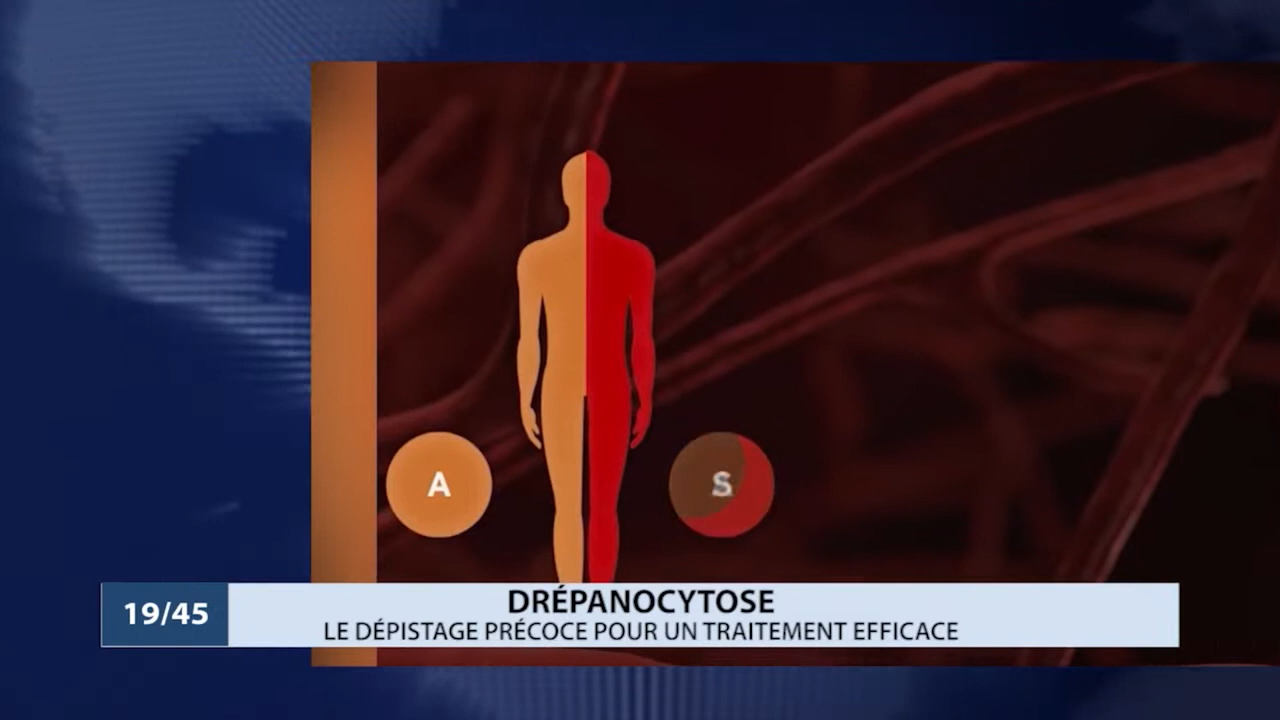 A
S
19/45
DRÉPANOCYTOSE
LE DÉPISTAGE PRÉCOCE POUR UN TRAITEMENT EFFICACE